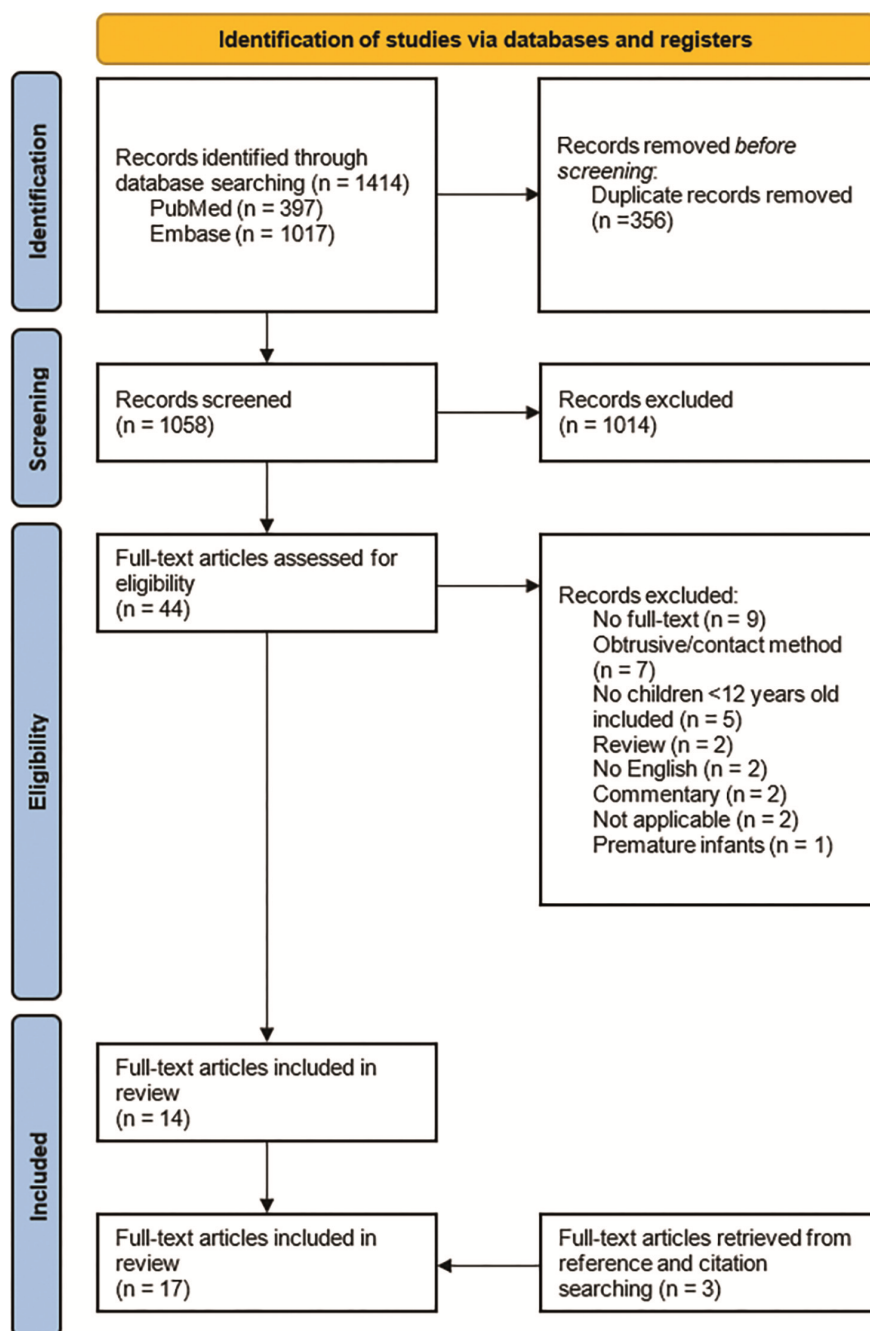 Identification of studies via databases and registers
Identification
Records identified through
database searching (n = 1414)
PubMed (n = 397)
Embase (n = 1017)
Records removed before
screening:
Duplicate records removed
(n =356)
Screening
Records screened
(n = 1058)
Records excluded
(n = 1014)
Eligibility
Full-text articles assessed for
eligibility
(n = 44)
Records excluded:
No full-text (n = 9)
Obtrusive/contact method
(n = 7)
No children <12 years old
included (n = 5)
Review (n = 2)
No English (n = 2)
Commentary (n = 2)
Not applicable (n = 2)
Premature infants (n = 1)
Included
Full-text articles included in
review
(n = 14)
Full-text articles included in
review
(n = 17)
Full-text articles retrieved from
reference and citation
searching (n = 3)